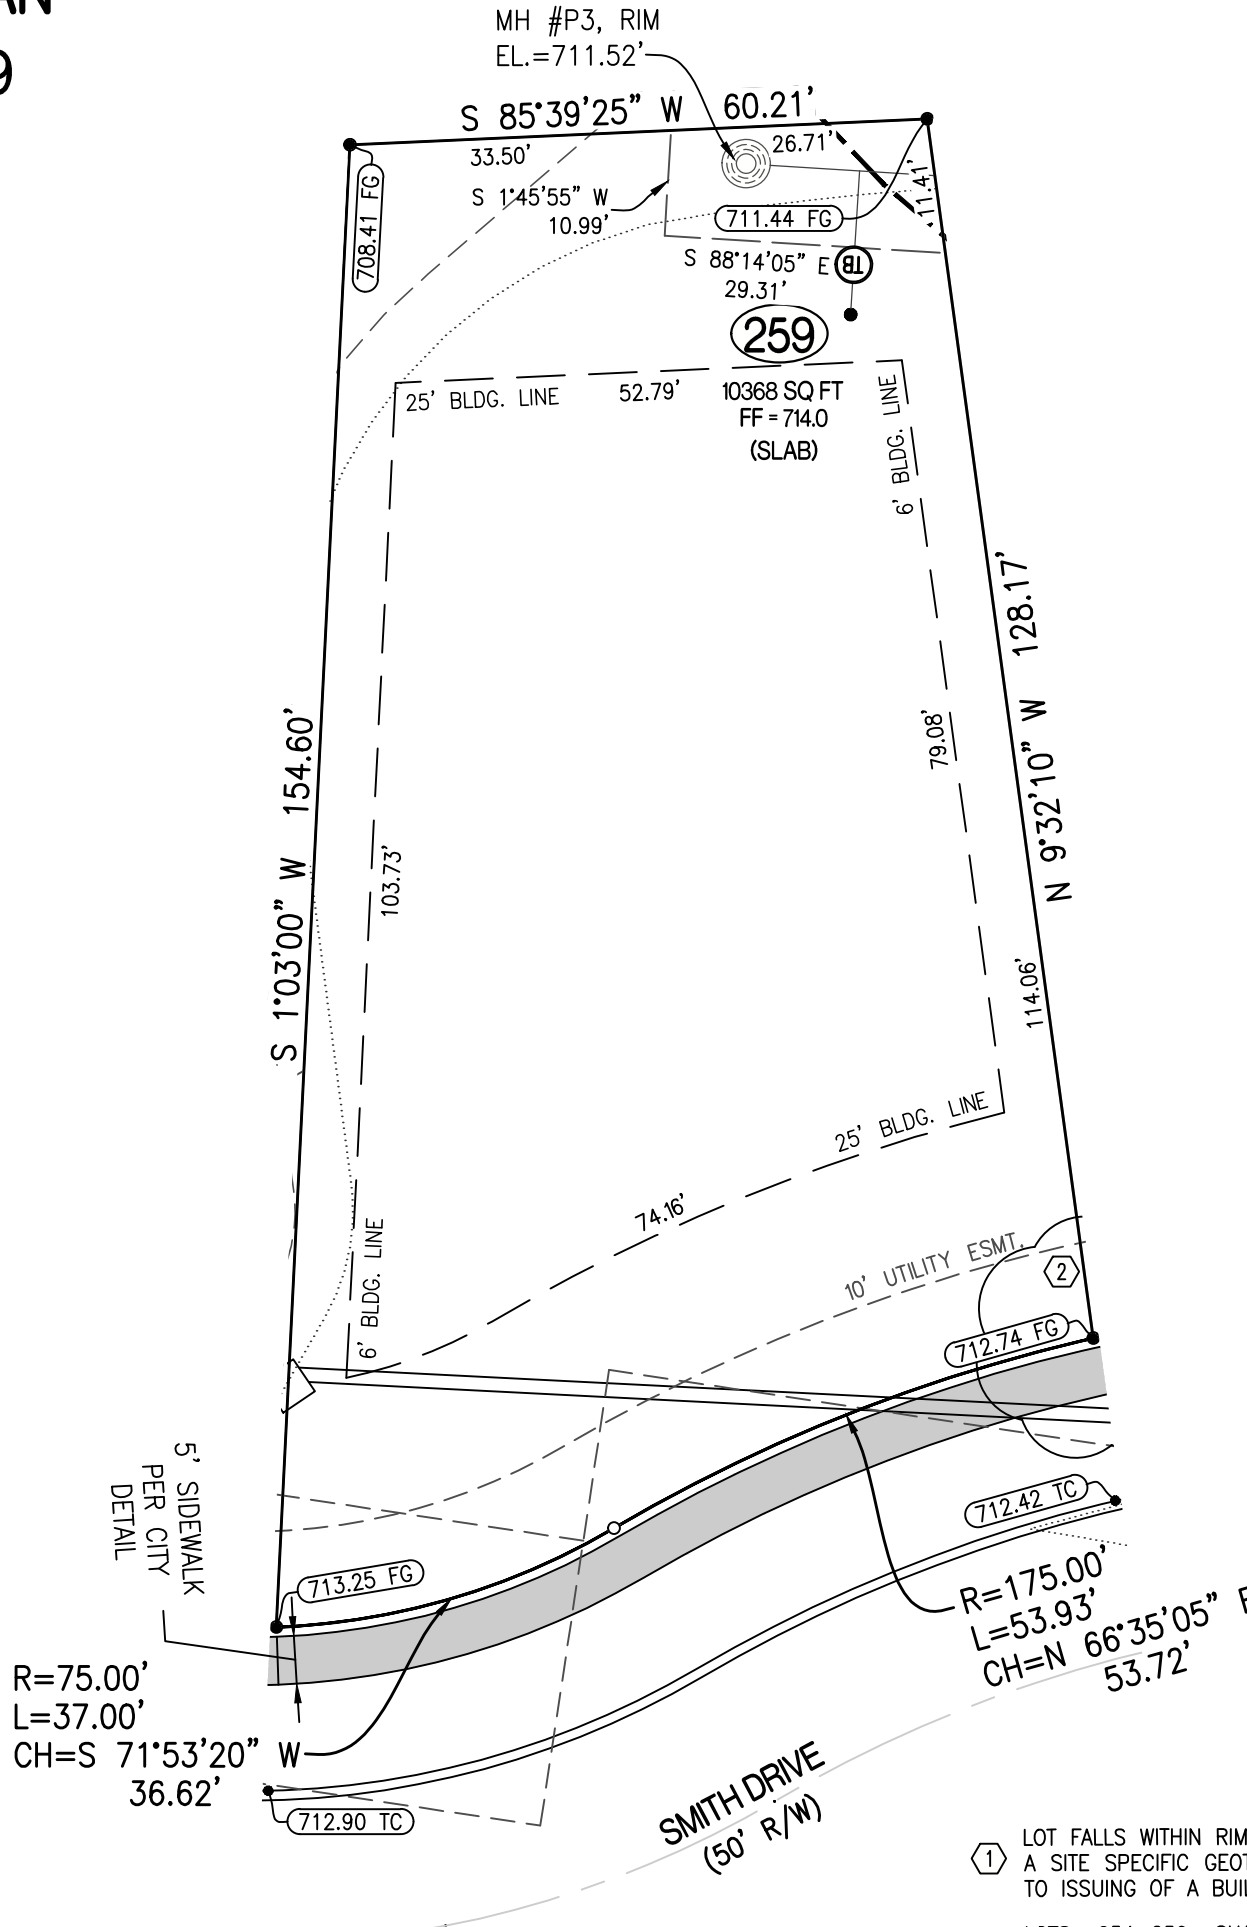 MH #P3, RIM
EL.=711.52'
S 85°39'25" W 60.21'
33.50'
26.71'
S 1°45'55" W
10.99'
708.41 FG
711.44 FG
11.41'
S 88°14'05" E
29.31'
TB
259
25' BLDG. LINE
52.79'
10368 SQ FT
FF = 714.0
(SLAB)
6' BLDG. LINE
N 9°32'10" W 128.17'
79.08'
S 1°03'00" W 154.60'
103.73'
114.06'
25' BLDG. LINE
74.16'
6' BLDG. LINE
10' UTILITY ESMT.
2
712.74 FG
5' SIDEWALK
PER CITY
DETAIL
713.25 FG
712.42 TC
R=175.00'
L=53.93'
CH=N 66°35'05" E
53.72'
R=75.00'
L=37.00'
CH=S 71°53'20" W
36.62'
712.90 TC
SMITH DRIVE
(50' R/W)
1
LOT FALLS WITHIN RIM
A SITE SPECIFIC GEOT
TO ISSUING OF A BUIL